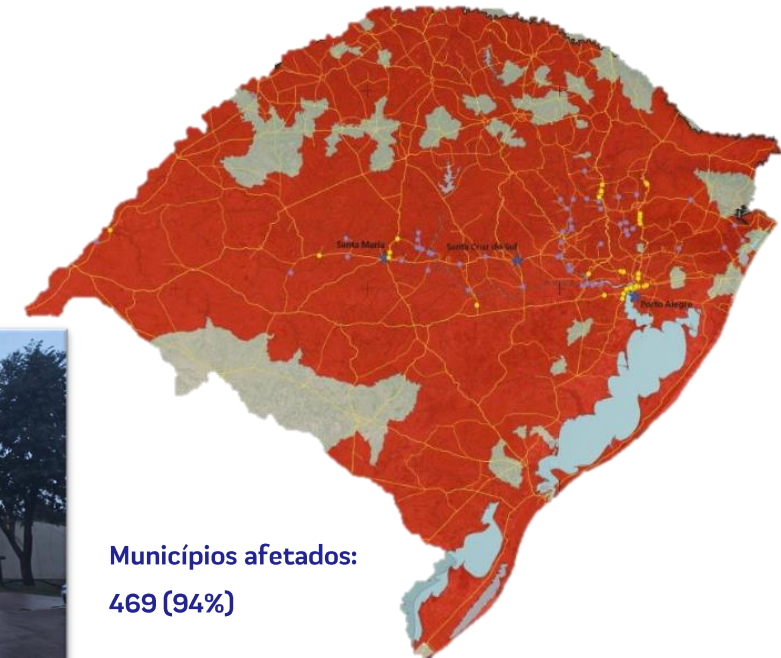 Santa Maria
Santa Cruz do Sul
Porto Alegre
Municípios afetados:
469 (94%)